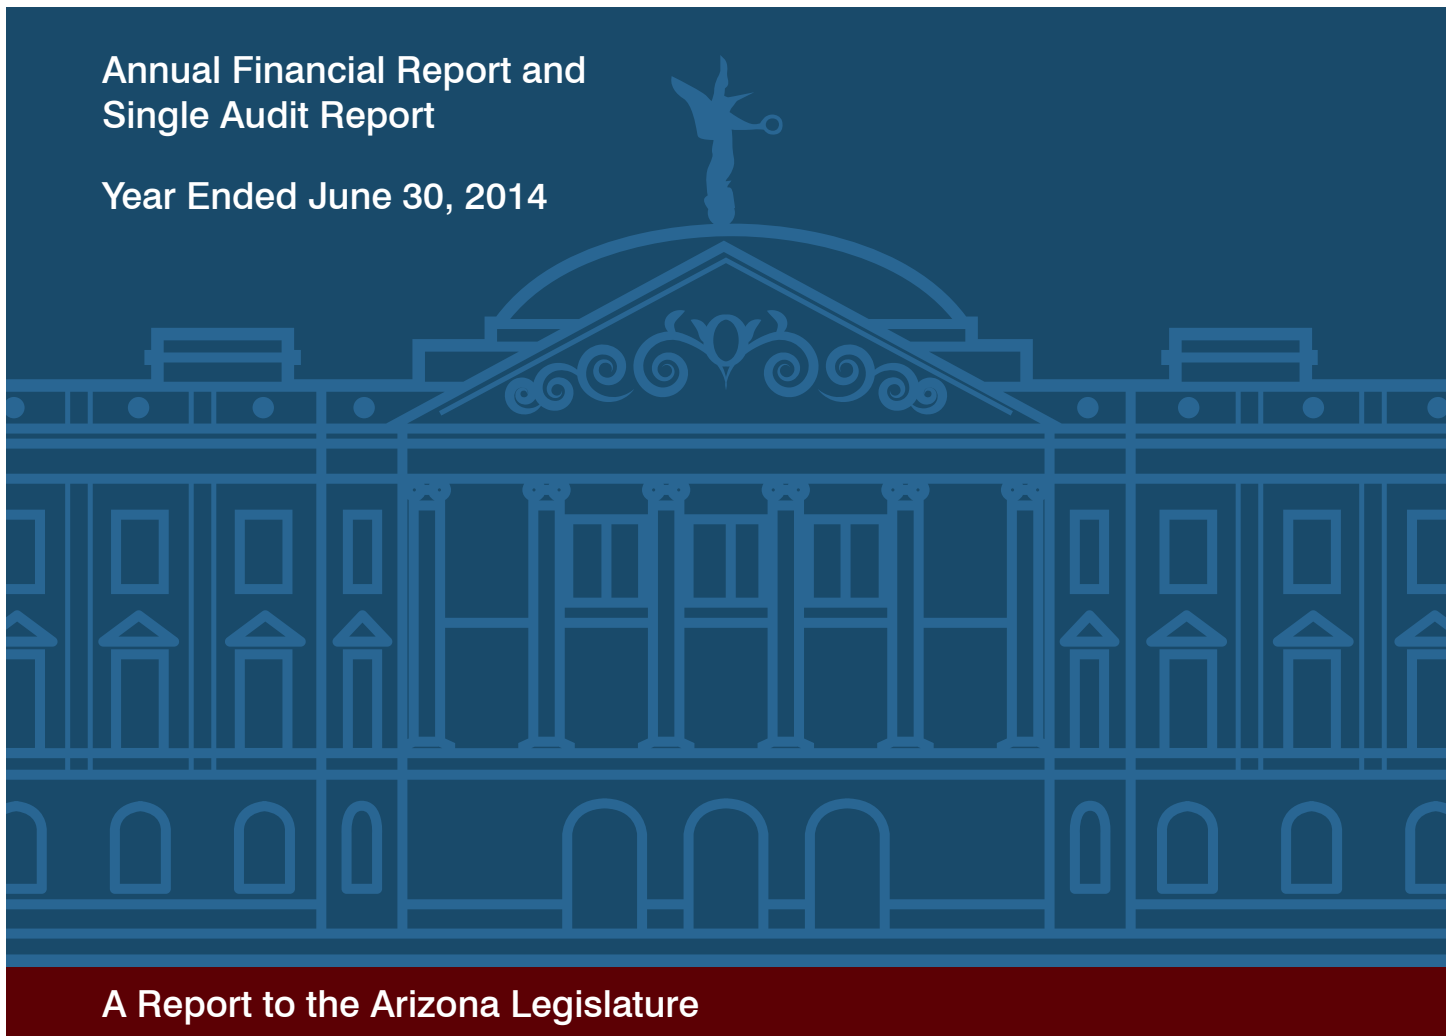 Annual Financial Report and
Single Audit Report
Year Ended June 30, 2014
A Report to the Arizona Legislature